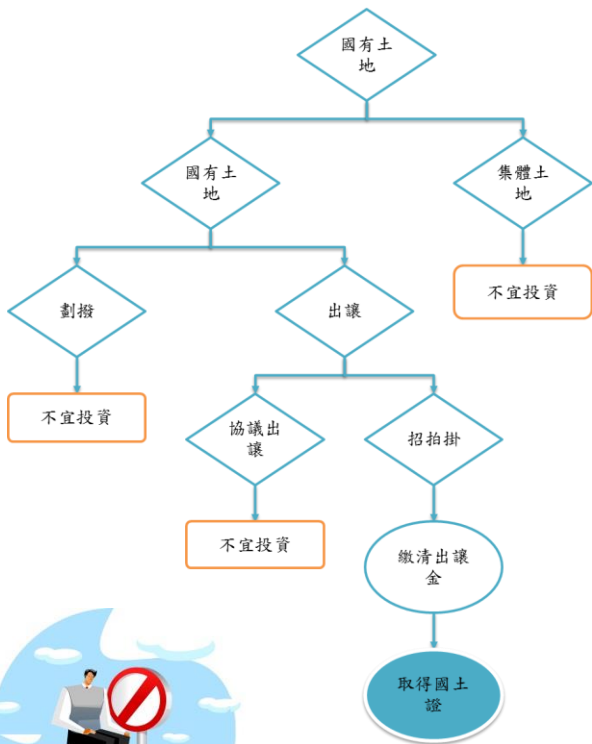 國有土
地
國有土
地
集體土
地
劃撥
出讓
不宜投資
不宜投資
協議出
讓
招拍掛
不宜投資
繳清出讓
金
取得國土
證